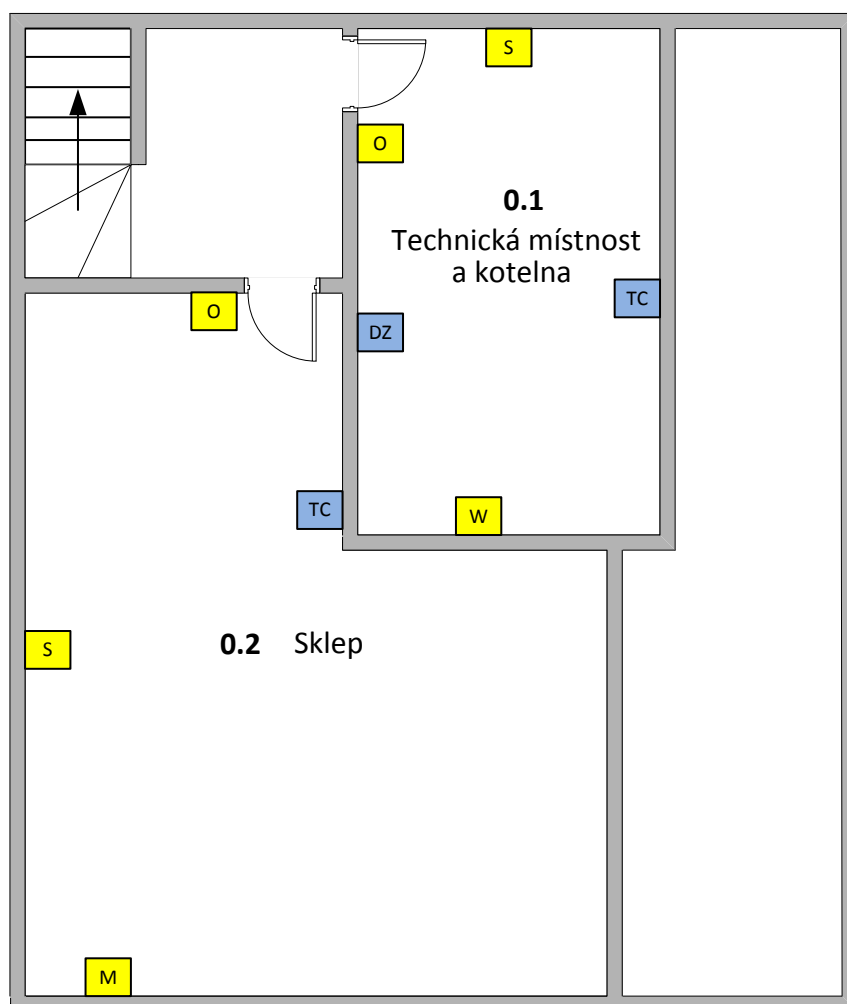 S
O
0.1
Technická místnost
a kotelna
TC
O
DZ
TC
W
0.2 Sklep
S
M